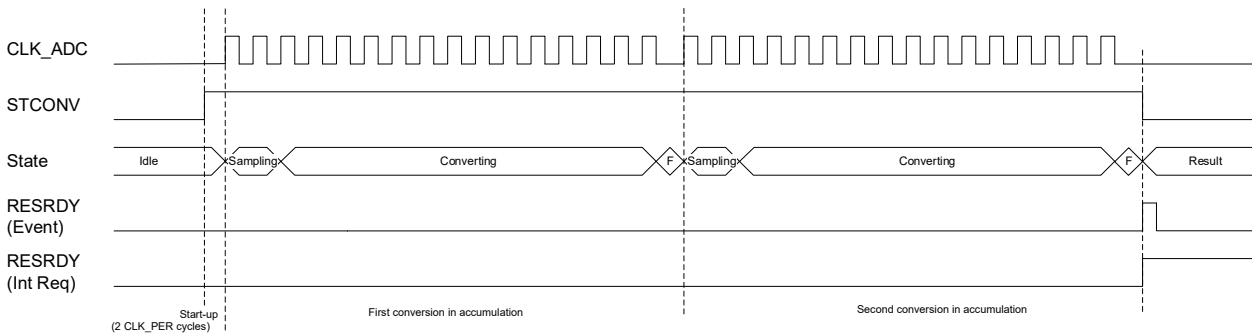 CLK_ADC
STCONV
State
Idle
Sampling
Converting
F
Sampling
Converting
F
Result
RESRDY
(Event)
RESRDY
(Int Req)
Start-up
(2 CLK_PER cycles)
First conversion in accumulation
Second conversion in accumulation